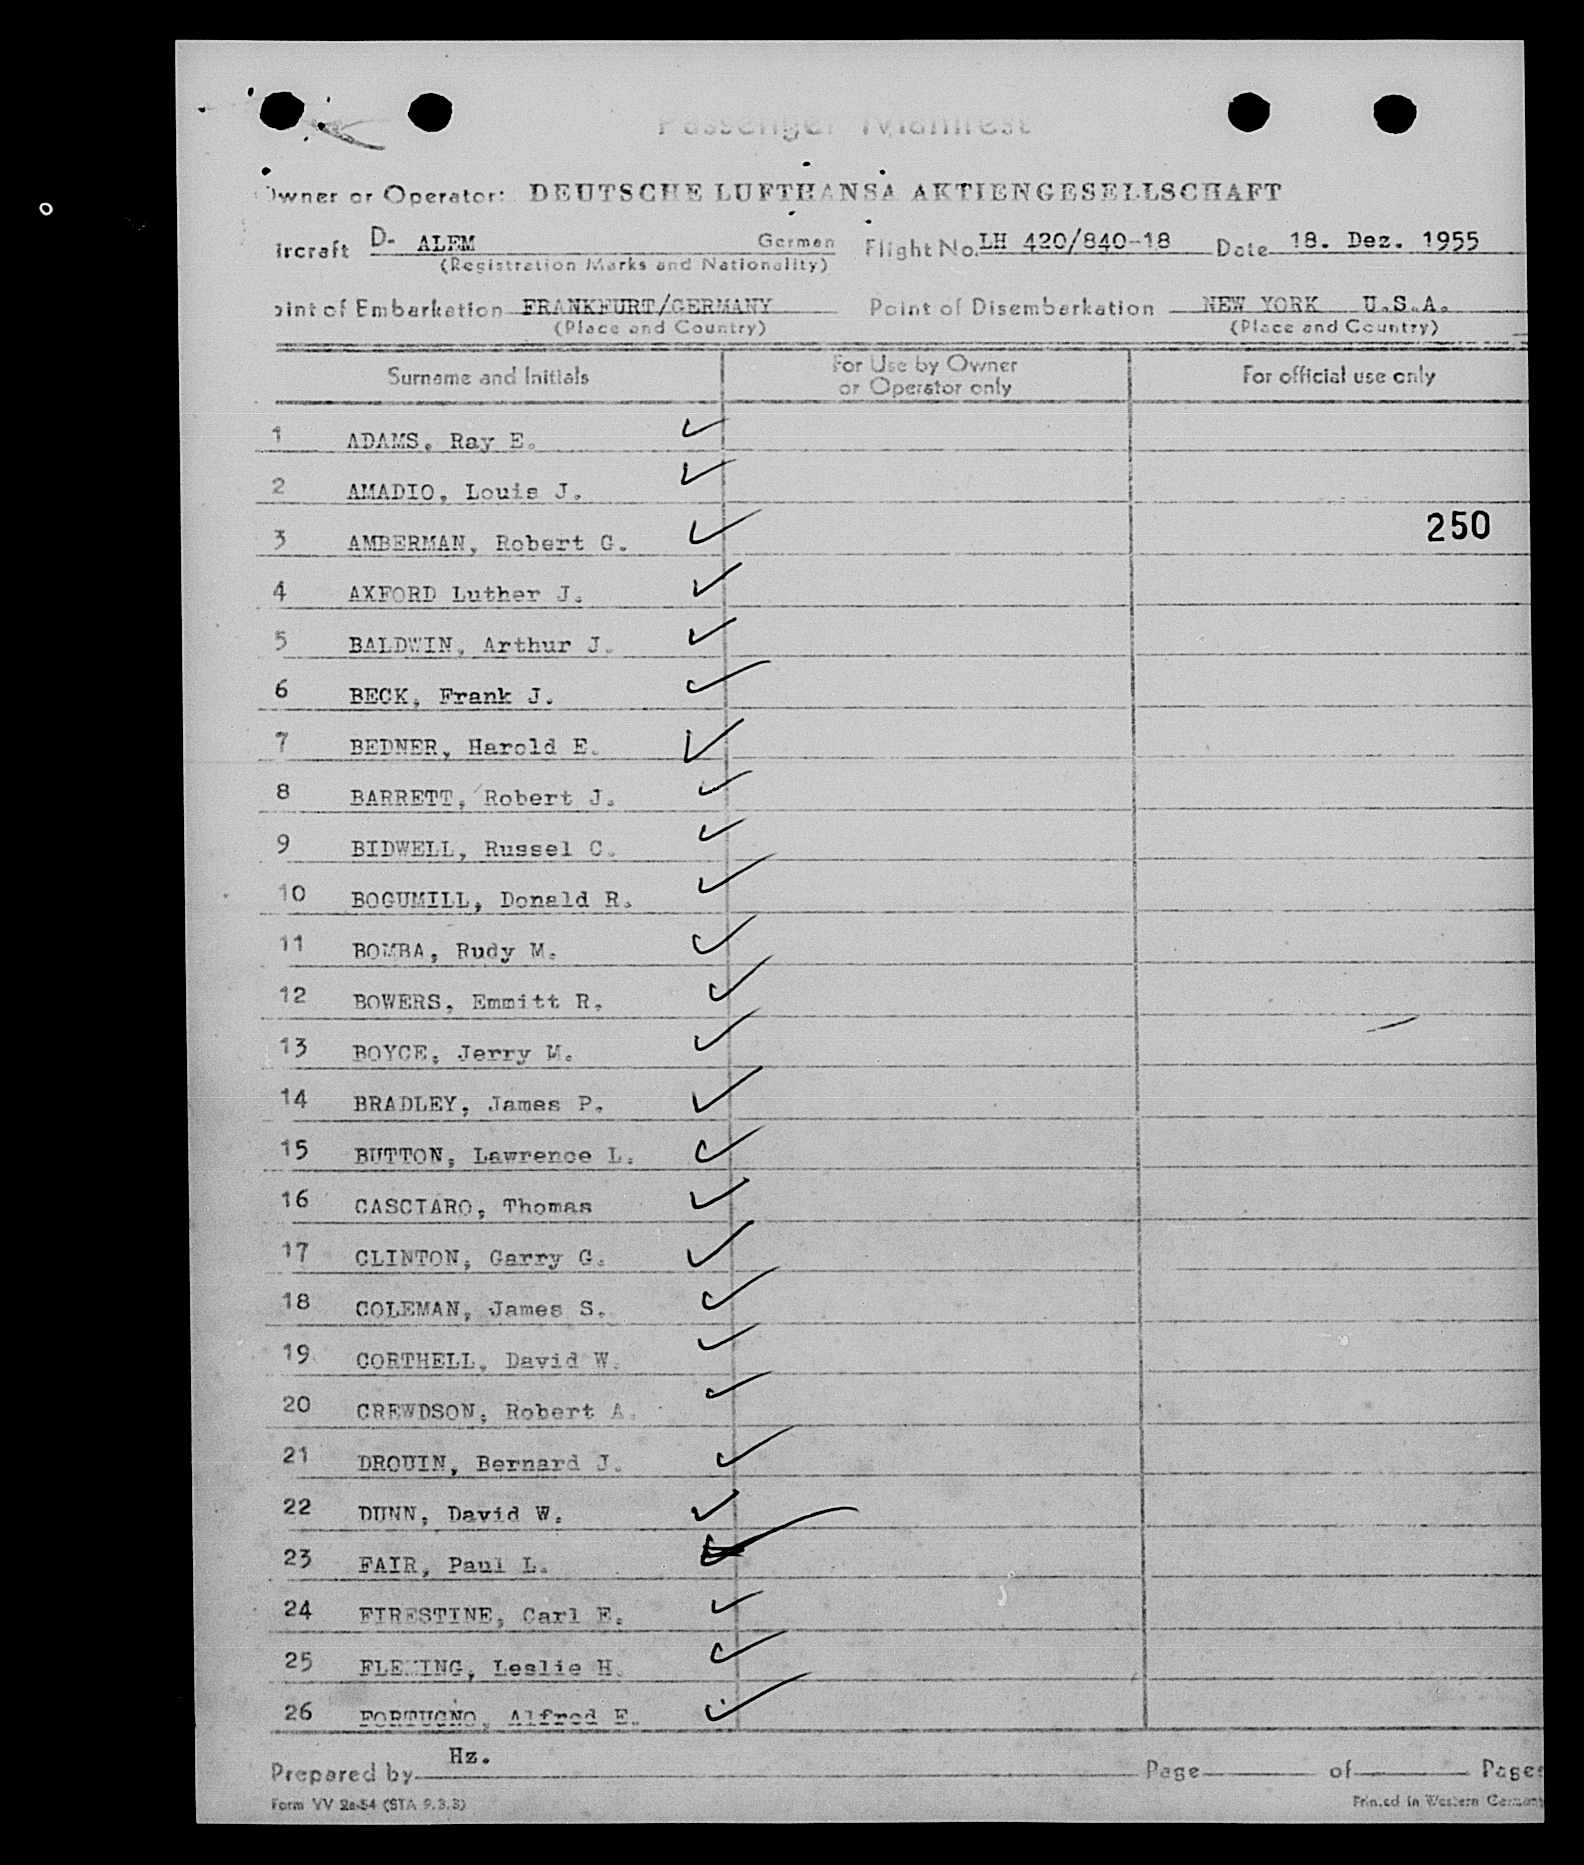 Passenger Manifest
Owner or Operator: DEUTSCHE LUFTHANSA AKTIENGESELLSCHAFT
ircraft D- ALEM German Flight No. LH 420/840-18 Date 18. Dez. 1955
(Registration Marks and Nationality)
oint of Embarkation FRANKFURT/GERMANY Point of Disembarkation NEW YORK U.S.A.
(Place and Country) (Place and Country)
Surname and Initials For Use by Owner or Operator only For official use only
1 ADAMS, Ray E.
2 AMADIO, Louis J.
250
3 AMBERMAN, Robert G.
4 AXFORD Luther J.
5 BALDWIN, Arthur J.
6 BECK, Frank J.
7 BEDNER, Harold E.
8 BARRETT, Robert J.
9 BIDWELL, Russel C.
10 BOGUMILL, Donald R.
11 BOMBA, Rudy M.
12 BOWERS, Emmitt R.
13 BOYCE, Jerry M.
14 BRADLEY, James P.
15 BUTTON, Lawrence L.
16 CASCIARO, Thomas
17 CLINTON, Garry G.
18 COLEMAN, James S.
19 CORTHELL, David W.
20 CREWDSON, Robert A.
21 DROUIN, Bernard J.
22 DUNN, David W.
23 FAIR, Paul L.
24 FIRESTINE, Carl E.
25 FLEMING, Leslie H.
26 FORTUGNO, Alfred E.
Prepared by Hz. Page of Pages
Form VV 2a-54 (STA 9.3.3) Printed in Western Germany